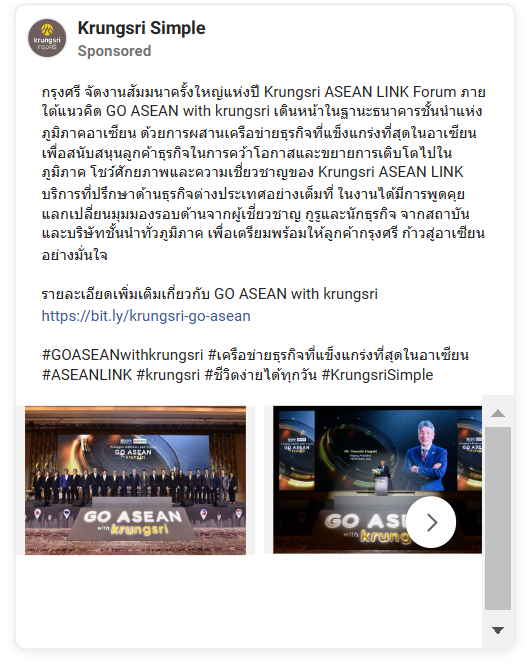 krungsri
กรุงศรี
Krungsri Simple
Sponsored
กรุงศรี จัดงานสัมมนาครั้งใหญ่แห่งปี Krungsri ASEAN LINK Forum ภาย
ใต้แนวคิด GO ASEAN with krungsri เดินหน้าในฐานะธนาคารชั้นนำแห่ง
ภูมิภาคอาเซียน ด้วยการผสานเครือข่ายธุรกิจที่แข็งแกร่งที่สุดในอาเซียน
เพื่อสนับสนุนลูกค้าธุรกิจในการคว้าโอกาสและขยายการเติบโตไปใน
ภูมิภาค โชว์ศักยภาพและความเชี่ยวชาญของ Krungsri ASEAN LINK
บริการที่ปรึกษาด้านธุรกิจต่างประเทศอย่างเต็มที่ ในงานได้มีการพูดคุย
แลกเปลี่ยนมุมมองรอบด้านจากผู้เชี่ยวชาญ กูรูและนักธุรกิจ จากสถาบัน
และบริษัทชั้นนำทั่วภูมิภาค เพื่อเตรียมพร้อมให้ลูกค้ากรุงศรี ก้าวสู่อาเซียน
อย่างมั่นใจ
รายละเอียดเพิ่มเติมเกี่ยวกับ GO ASEAN with krungsri
https://bit.ly/krungsri-go-asean
#GOASEANwithkrungsri #เครือข่ายธุรกิจที่แข็งแกร่งที่สุดในอาเซียน
#ASEANLINK #krungsri #ชีวิตง่ายได้ทุกวัน #KrungsriSimple
GO ASEAN
krungsri
GO ASEAN
with krungsri
GO ASEAN
krungsri
GO ASE
with krungsri